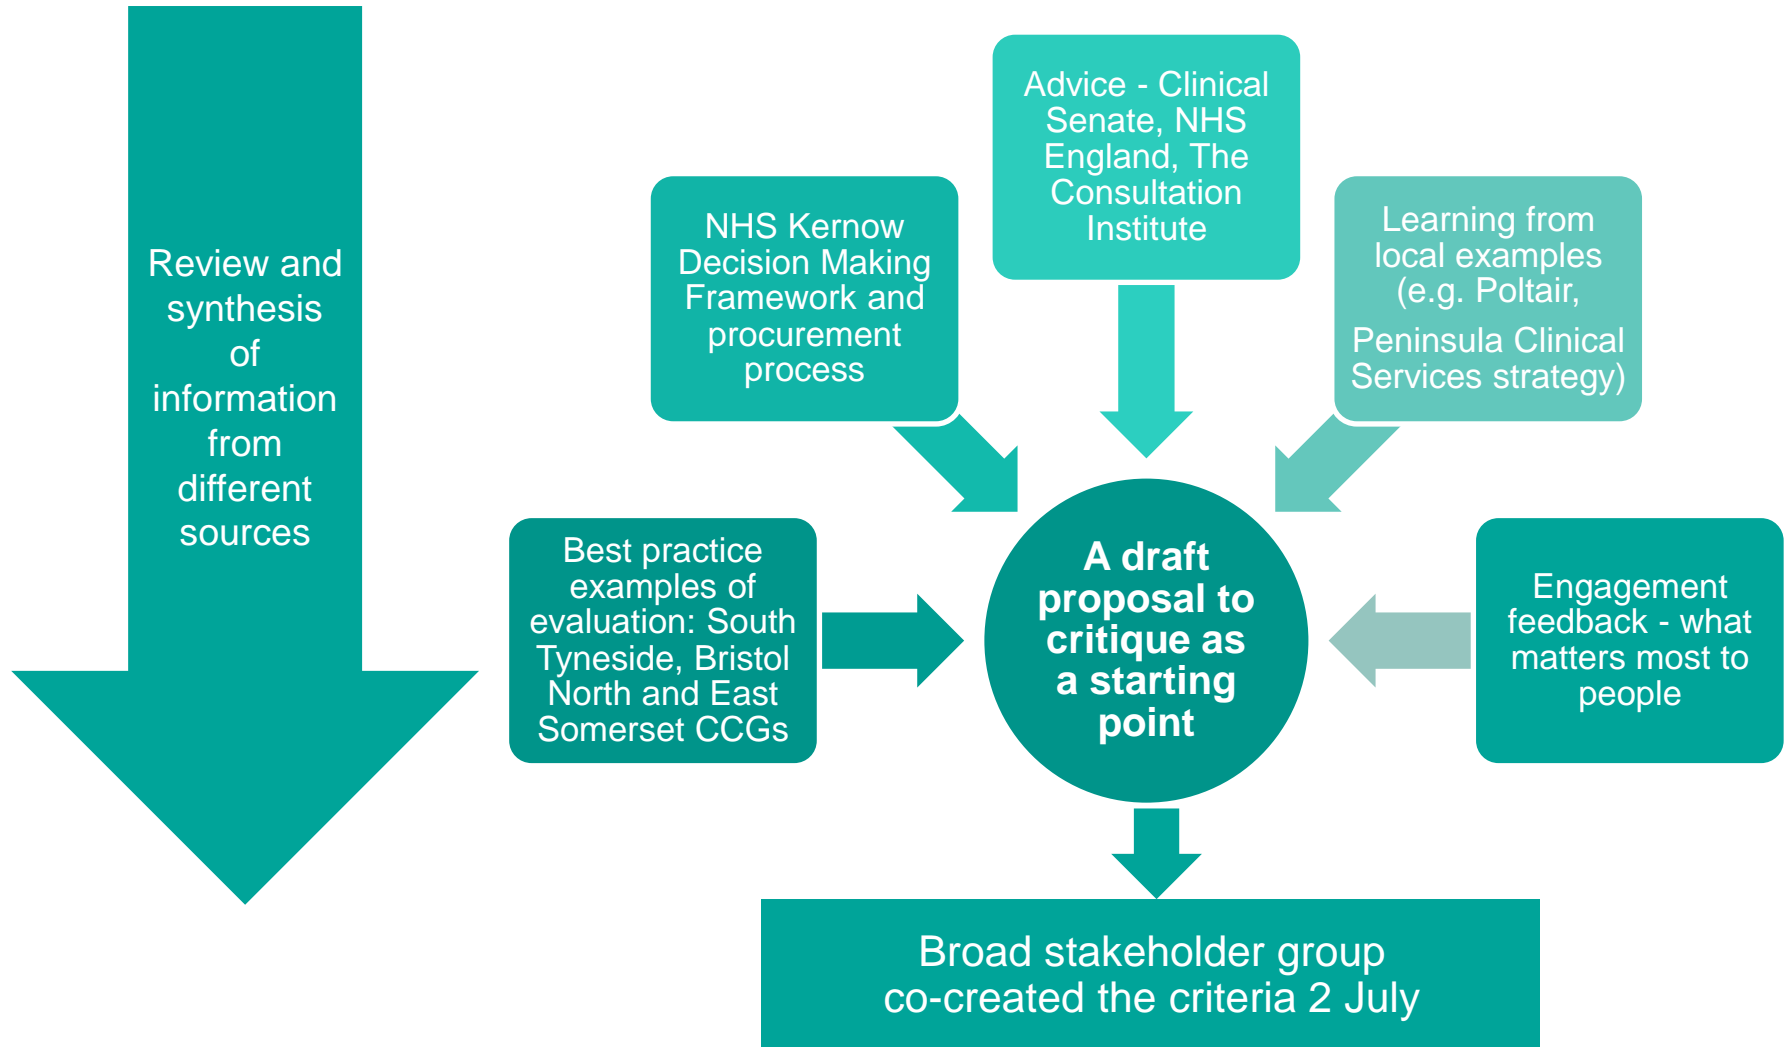 Review and
synthesis
of
information
from
different
sources
Best practice
examples of
evaluation: South
Tyneside, Bristol
North and East
Somerset CCGs
NHS Kernow
Decision Making
Framework and
procurement
process
Advice - Clinical
Senate, NHS
England, The
Consultation
Institute
Learning from
local examples
(e.g. Poltair,
Peninsula Clinical
Services strategy)
Engagement
feedback - what
matters most to
people
A draft
proposal to
critique as
a starting
point
Broad stakeholder group
co-created the criteria 2 July